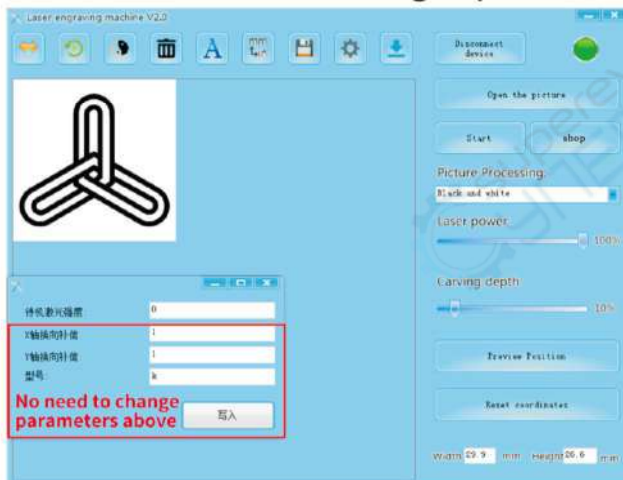 Laser engraving machine V2.0
A
Disconnect
device
Open the picture
Start
shop
Picture Processing:
Black and white
Laser power
100%
Carving depth
10%
Preview Position
Reset coordinates
Width 29.9 mm Height 26.6 mm
待机激光强度 0
X轴换向补偿 1
Y轴换向补偿 1
型号: k
No need to change
parameters above
写入